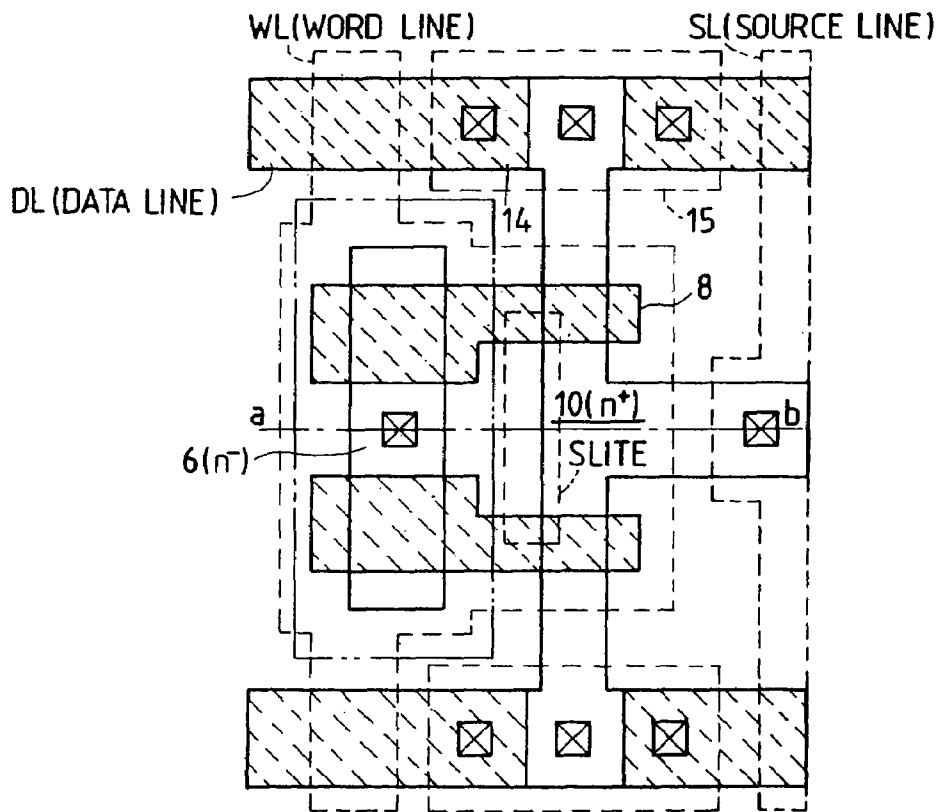 WL(WORD LINE)
SL(SOURCE LINE)
DL(DATA LINE)
14
15
8
a
10(n+)
b
6(n-)
SLITE